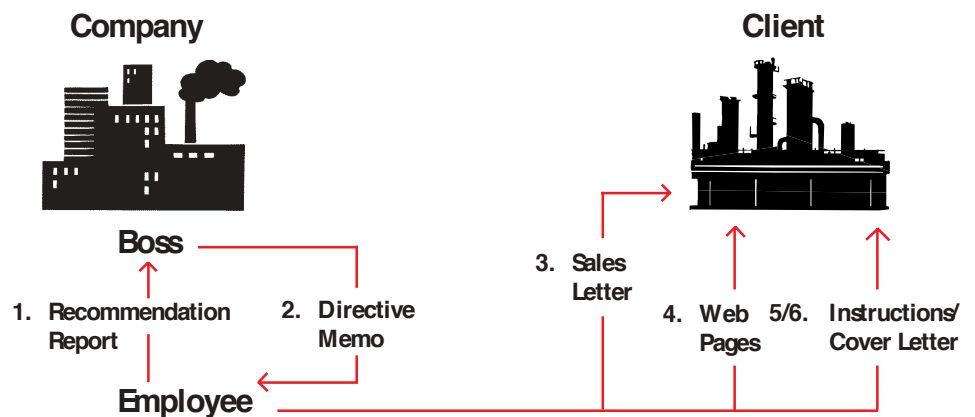 Company
Client
Boss
1. Recommendation
Report
2. Directive
Memo
3. Sales
Letter
4. Web
Pages
5/6. Instructions/
Cover Letter
Employee